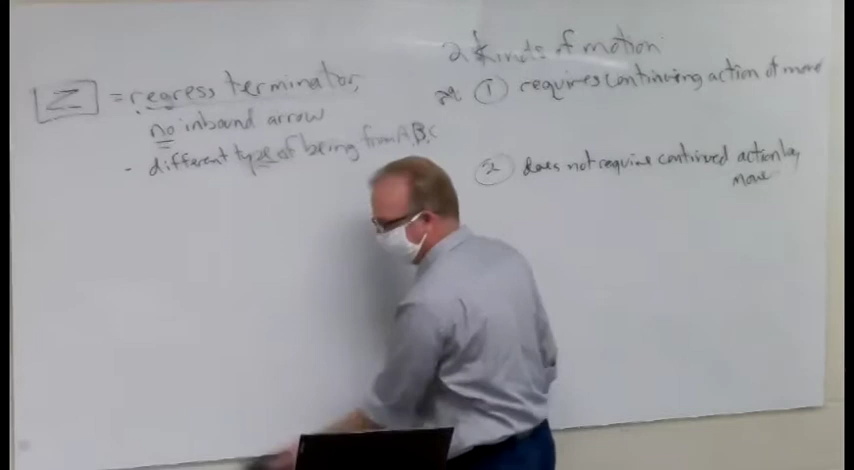 Z = regress terminator,
no inbound arrow
- different type of being from A, B, C
2 kinds of motion
① requires continuing action of mover
② does not require continued action by